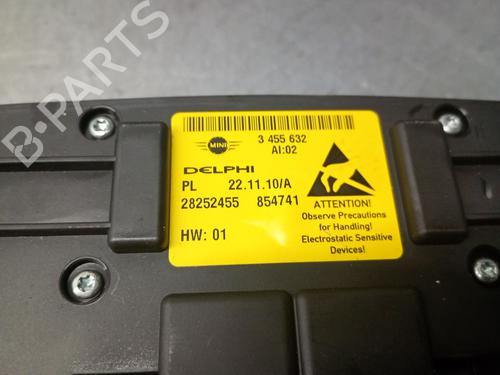 B-PARTS
MINI
3 455 632
AI:02
DELPHI
PL 22.11.10/A
28252455 854741
HW: 01
ATTENTION!
Observe Precautions
for Handling!
Electrostatic Sensitive
Devices!
B-PARTS